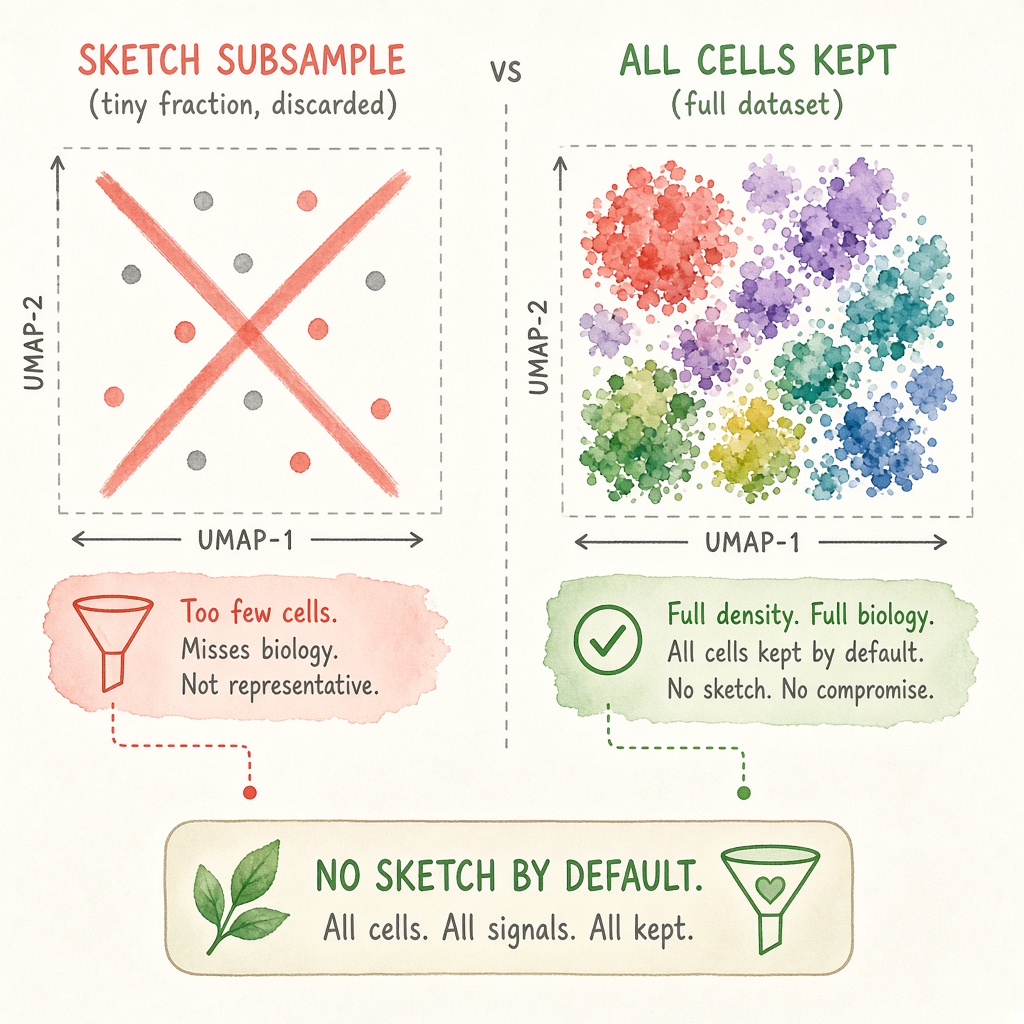 SKETCH SUBSAMPLE
(tiny fraction, discarded)
VS
ALL CELLS KEPT
(full dataset)
UMAP-2
UMAP-1
UMAP-2
UMAP-1
Too few cells.
Misses biology.
Not representative.
Full density. Full biology.
All cells kept by default.
No sketch. No compromise.
NO SKETCH BY DEFAULT.
All cells. All signals. All kept.